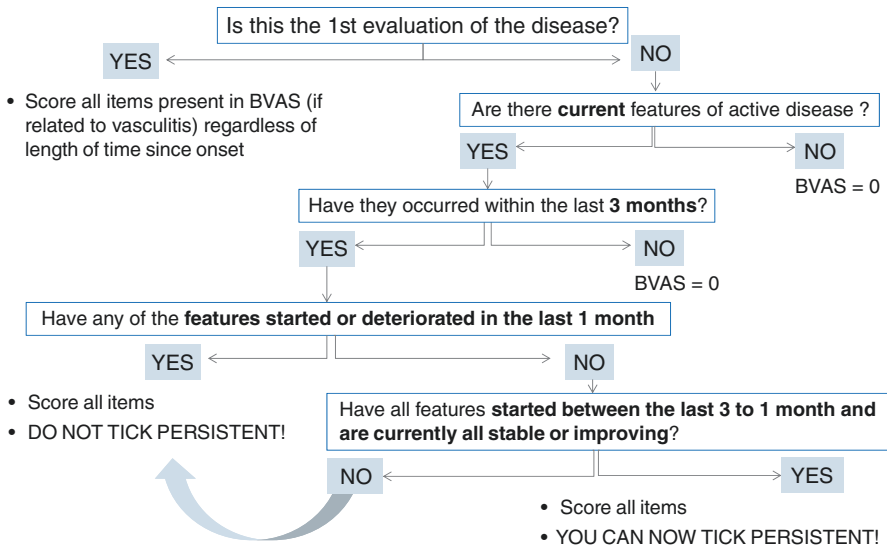 Is this the 1st evaluation of the disease?
YES
NO
• Score all items present in BVAS (if
related to vasculitis) regardless of
length of time since onset
Are there current features of active disease ?
YES
NO
BVAS = 0
Have they occurred within the last 3 months?
YES
NO
BVAS = 0
Have any of the features started or deteriorated in the last 1 month
YES
NO
• Score all items
• DO NOT TICK PERSISTENT!
Have all features started between the last 3 to 1 month and
are currently all stable or improving?
NO
YES
• Score all items
• YOU CAN NOW TICK PERSISTENT!